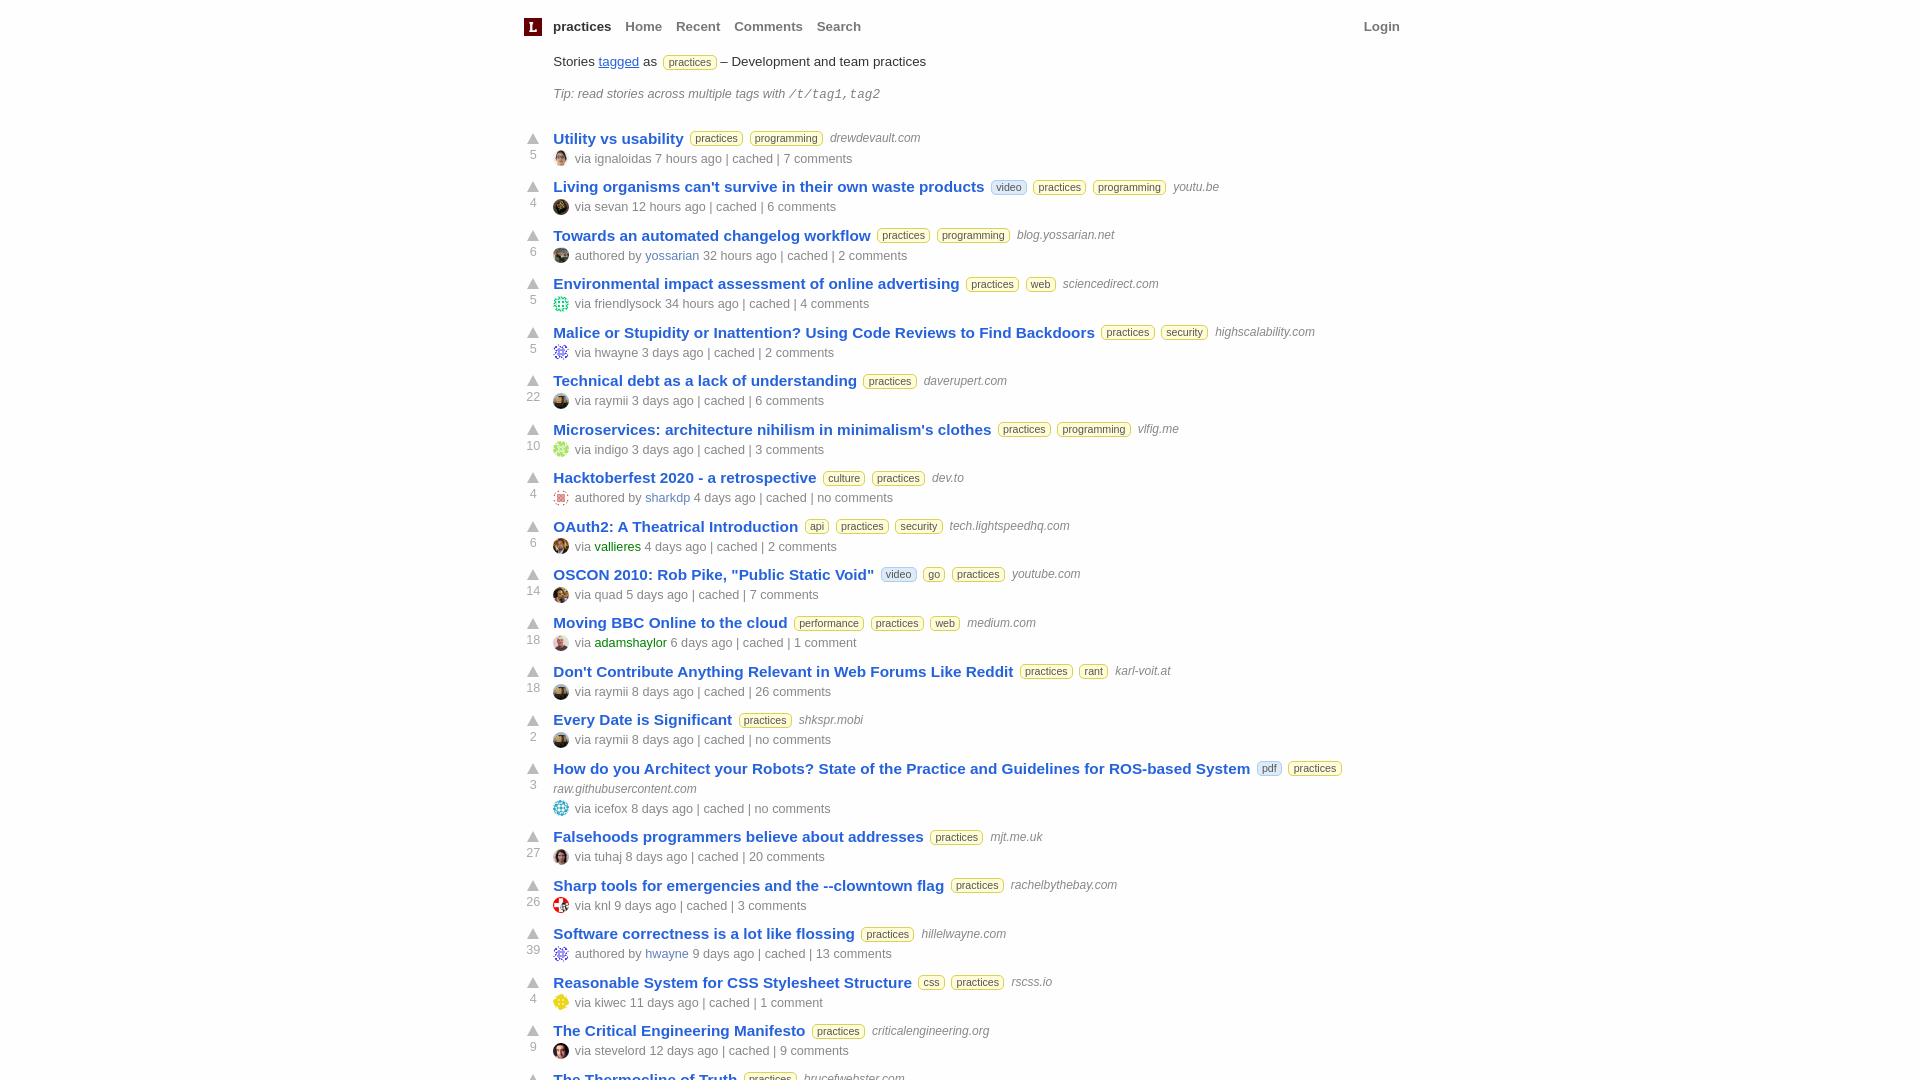 L practices Home Recent Comments Search Login
Stories tagged as practices – Development and team practices
Tip: read stories across multiple tags with /t/tag1,tag2
Utility vs usability practices programming drewdevault.com
5 via ignaloidas 7 hours ago | cached | 7 comments
Living organisms can't survive in their own waste products video practices programming youtu.be
4 via sevan 12 hours ago | cached | 6 comments
Towards an automated changelog workflow practices programming blog.yossarian.net
6 authored by yossarian 32 hours ago | cached | 2 comments
Environmental impact assessment of online advertising practices web sciencedirect.com
5 via friendlysock 34 hours ago | cached | 4 comments
Malice or Stupidity or Inattention? Using Code Reviews to Find Backdoors practices security highscalability.com
5 via hwayne 3 days ago | cached | 2 comments
Technical debt as a lack of understanding practices daverupert.com
22 via raymii 3 days ago | cached | 6 comments
Microservices: architecture nihilism in minimalism's clothes practices programming vlfig.me
10 via indigo 3 days ago | cached | 3 comments
Hacktoberfest 2020 - a retrospective culture practices dev.to
4 authored by sharkdp 4 days ago | cached | no comments
OAuth2: A Theatrical Introduction api practices security tech.lightspeedhq.com
6 via vallieres 4 days ago | cached | 2 comments
OSCON 2010: Rob Pike, "Public Static Void" video go practices youtube.com
14 via quad 5 days ago | cached | 7 comments
Moving BBC Online to the cloud performance practices web medium.com
18 via adamshaylor 6 days ago | cached | 1 comment
Don't Contribute Anything Relevant in Web Forums Like Reddit practices rant karl-voit.at
18 via raymii 8 days ago | cached | 26 comments
Every Date is Significant practices shkspr.mobi
2 via raymii 8 days ago | cached | no comments
How do you Architect your Robots? State of the Practice and Guidelines for ROS-based System pdf practices
3 raw.githubusercontent.com
via icefox 8 days ago | cached | no comments
Falsehoods programmers believe about addresses practices mjt.me.uk
27 via tuhaj 8 days ago | cached | 20 comments
Sharp tools for emergencies and the --clowntown flag practices rachelbythebay.com
26 via knl 9 days ago | cached | 3 comments
Software correctness is a lot like flossing practices hillelwayne.com
39 authored by hwayne 9 days ago | cached | 13 comments
Reasonable System for CSS Stylesheet Structure css practices rscss.io
4 via kiwec 11 days ago | cached | 1 comment
The Critical Engineering Manifesto practices criticalengineering.org
9 via stevelord 12 days ago | cached | 9 comments
The Thermocline of Truth practices brucefwebster.com